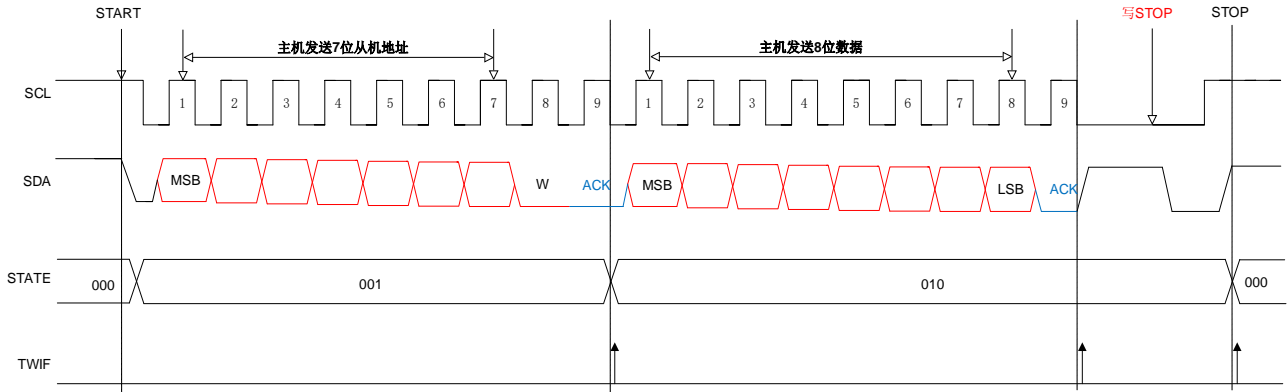 START 写STOP STOP
主机发送7位从机地址 主机发送8位数据
SCL 1 2 3 4 5 6 7 8 9 1 2 3 4 5 6 7 8 9
SDA MSB W ACK MSB LSB ACK
STATE 000 001 010 000
TWIF